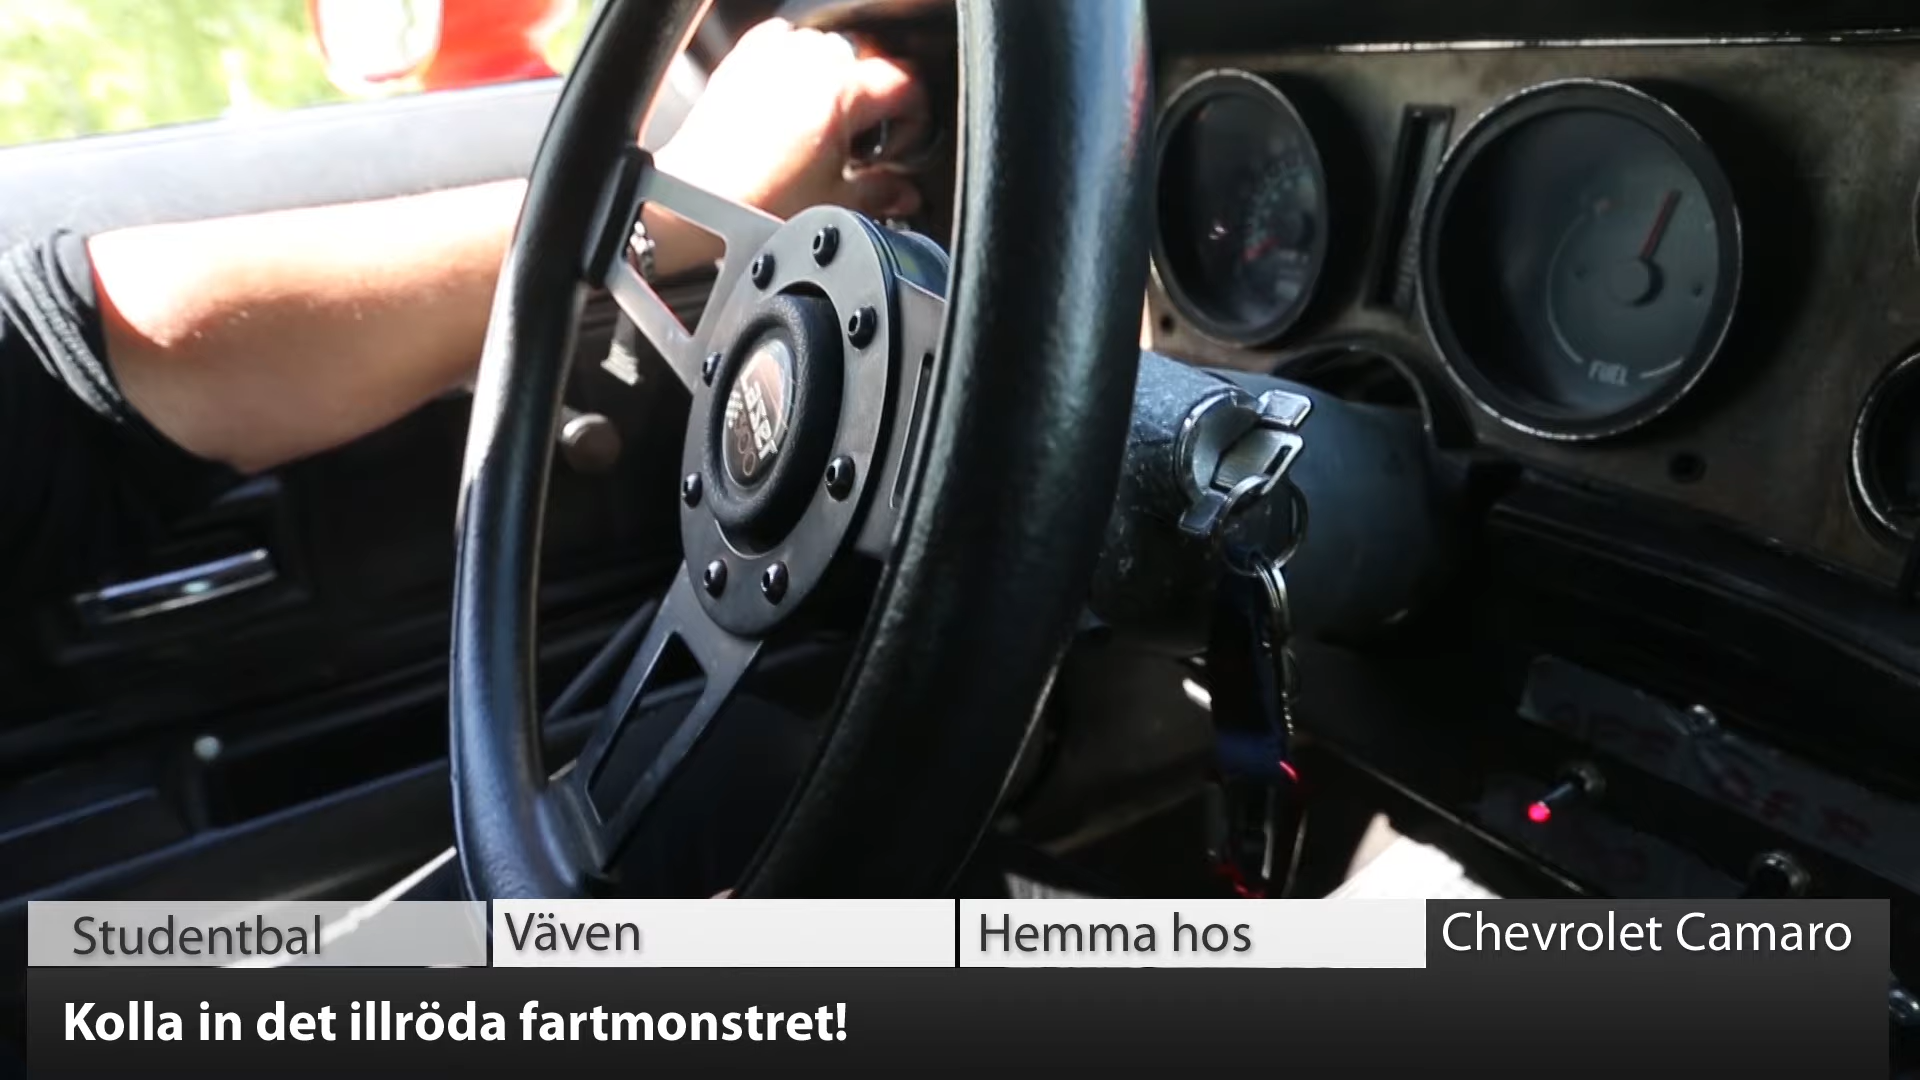 FUEL
Studentbal
Väven
Hemma hos
Chevrolet Camaro
Kolla in det illröda fartmonstret!